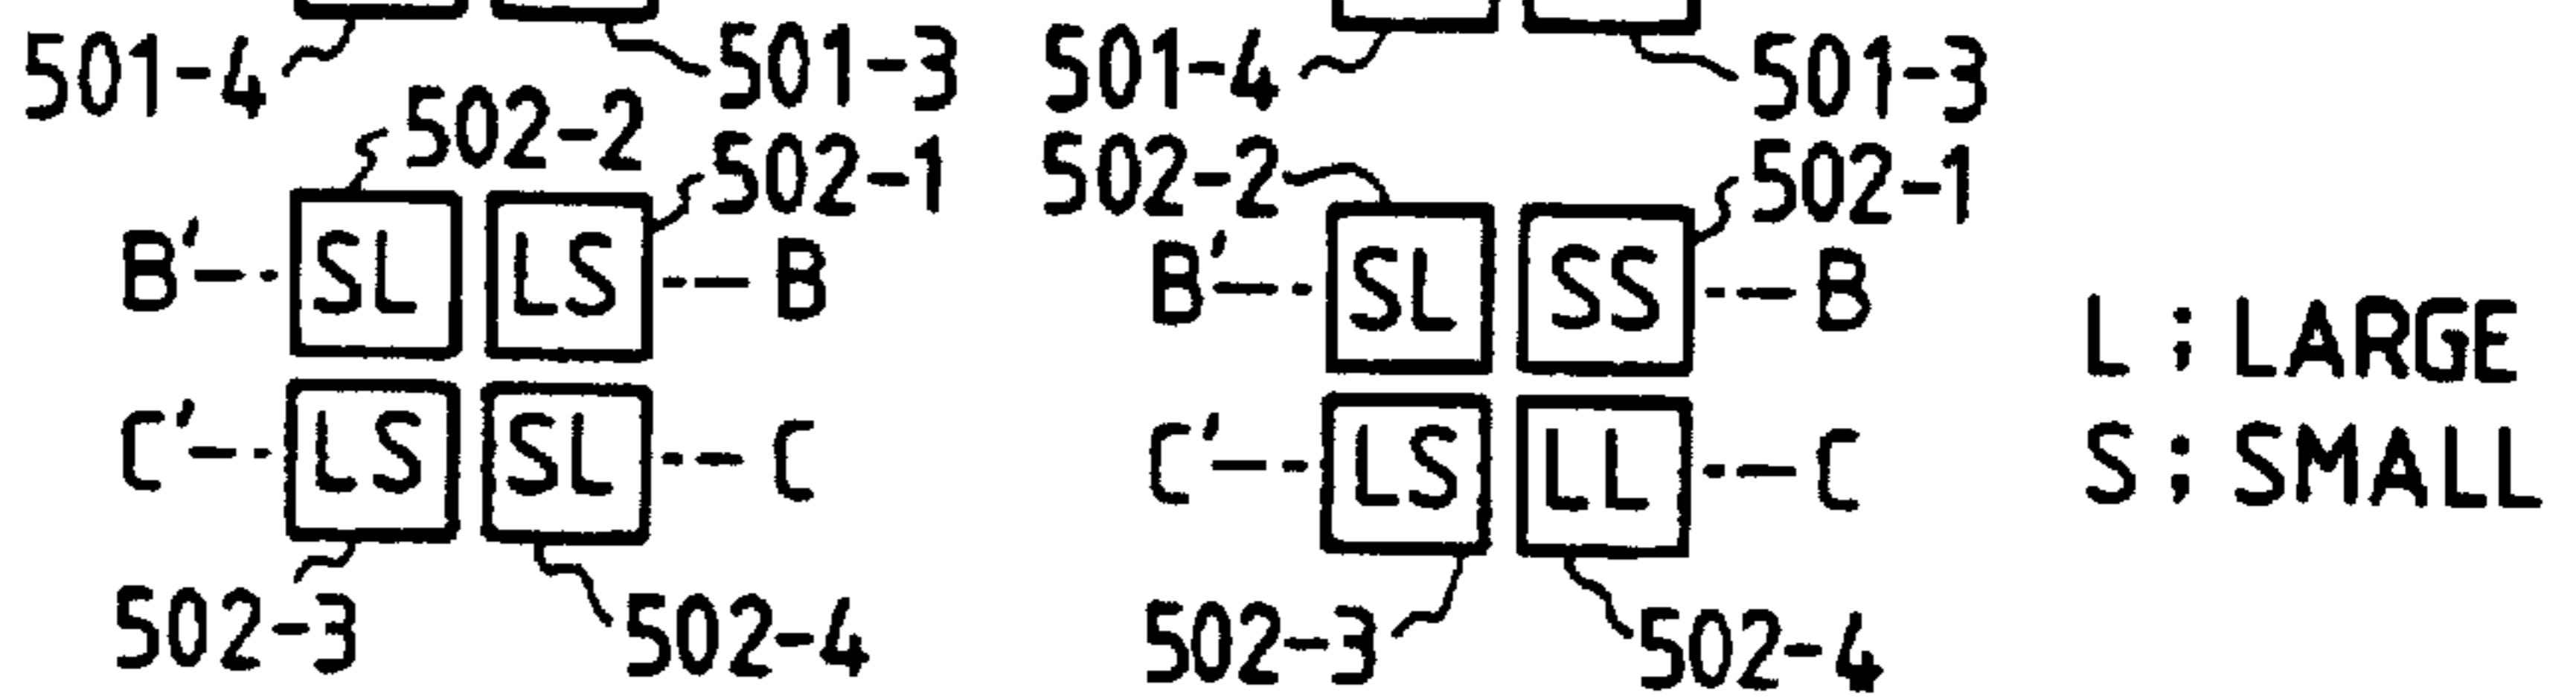 501-4 501-3 501-4 501-3
502-2 502-1 502-2 502-1
B' SL LS B B' SL SS B
L ; LARGE
C' LS SL C C' LS LL C
S ; SMALL
502-3 502-4 502-3 502-4